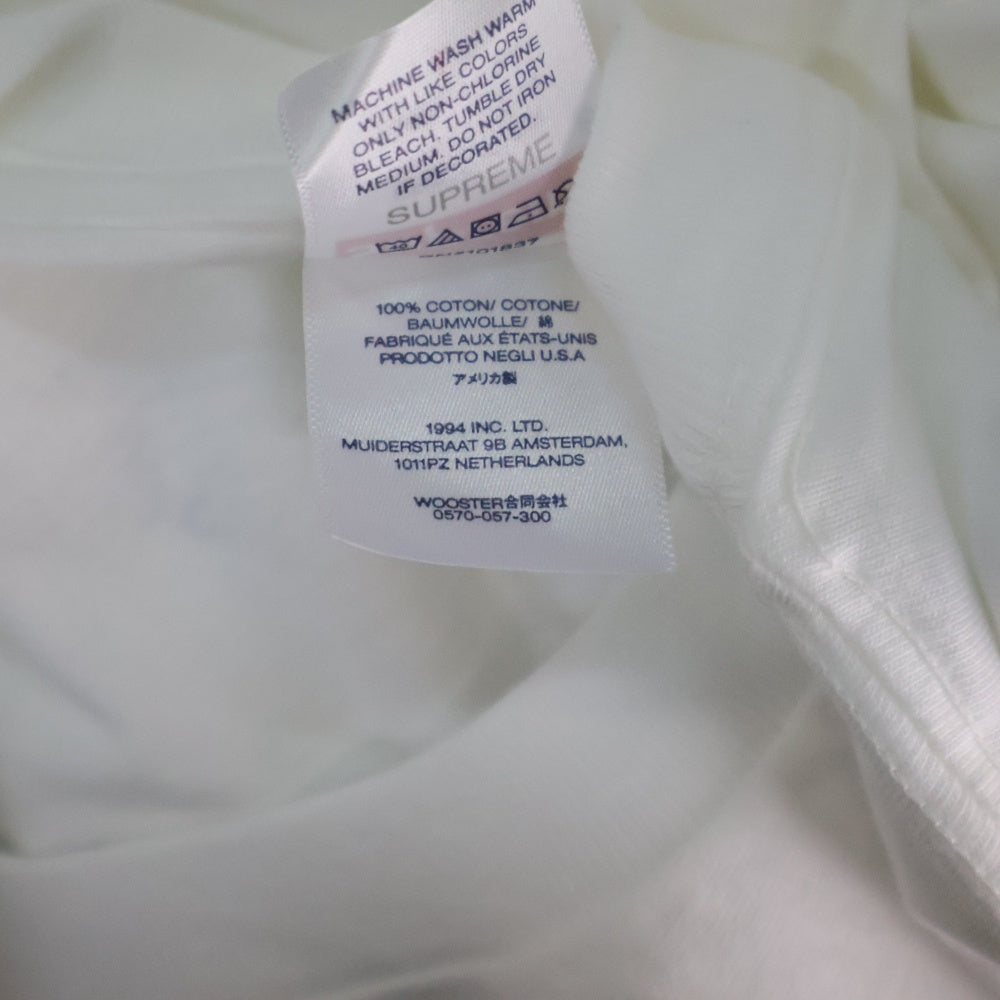 MACHINE WASH WARM
WITH LIKE COLORS
ONLY NON-CHLORINE
BLEACH. TUMBLE DRY
MEDIUM. DO NOT IRON
IF DECORATED.
SUPREME
40
100% COTON/ COTONE/
BAUMWOLLE/ 綿
FABRIQUÉ AUX ÉTATS-UNIS
PRODOTTO NEGLI U.S.A
アメリカ製
1994 INC. LTD.
MUIDERSTRAAT 9B AMSTERDAM,
1011PZ NETHERLANDS
WOOSTER合同会社
0570-057-300